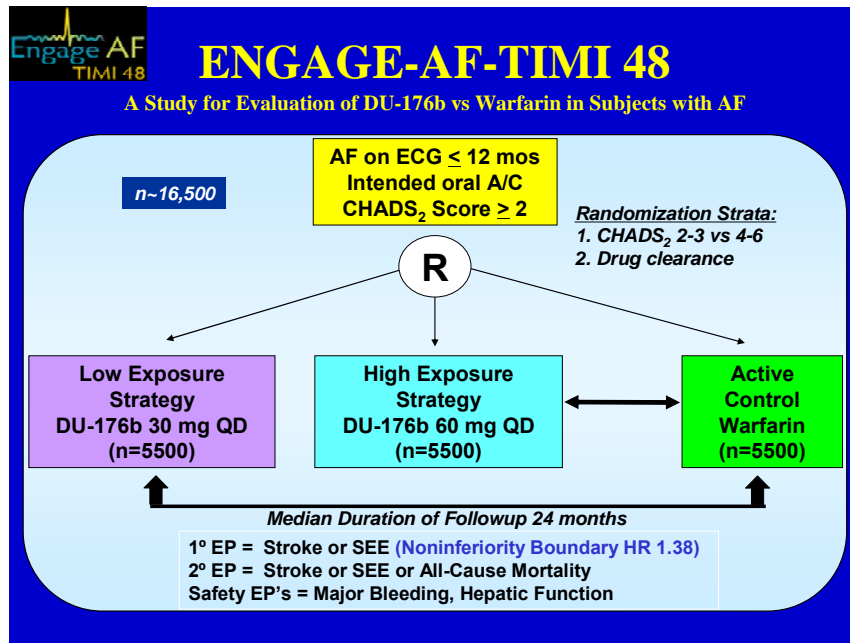 Engage AF
TIMI 48
ENGAGE-AF-TIMI 48
A Study for Evaluation of DU-176b vs Warfarin in Subjects with AF
AF on ECG ≤ 12 mos
Intended oral A/C
CHADS₂ Score ≥ 2
n~16,500
Randomization Strata:
1. CHADS₂ 2-3 vs 4-6
2. Drug clearance
R
Low Exposure
Strategy
DU-176b 30 mg QD
(n=5500)
High Exposure
Strategy
DU-176b 60 mg QD
(n=5500)
Active
Control
Warfarin
(n=5500)
Median Duration of Followup 24 months
1º EP = Stroke or SEE (Noninferiority Boundary HR 1.38)
2º EP = Stroke or SEE or All-Cause Mortality
Safety EP's = Major Bleeding, Hepatic Function